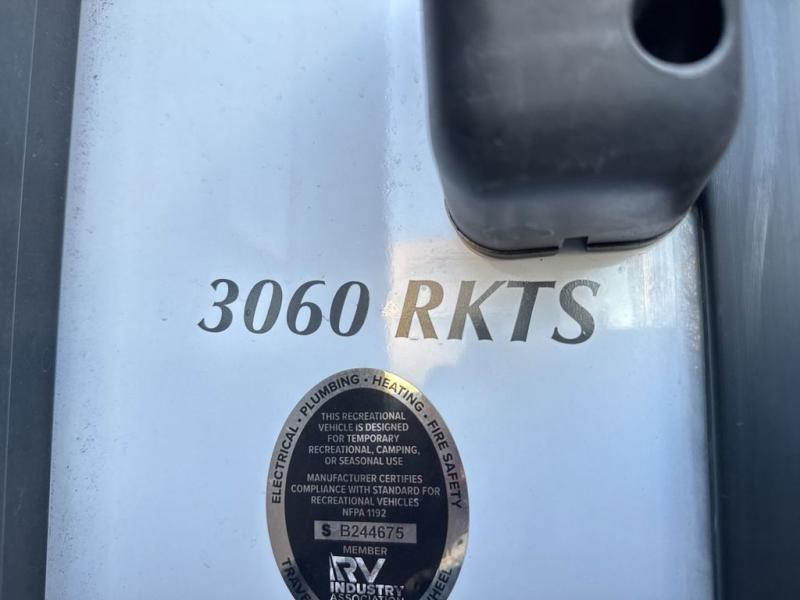 3060 RKTS
ELECTRICAL • PLUMBING • HEATING • FIRE SAFETY
THIS RECREATIONAL
VEHICLE IS DESIGNED
FOR TEMPORARY
RECREATIONAL, CAMPING,
OR SEASONAL USE
MANUFACTURER CERTIFIES
COMPLIANCE WITH STANDARD FOR
RECREATIONAL VEHICLES
NFPA 1192
S B244675
MEMBER
RV
INDUSTRY
ASSOCIATION